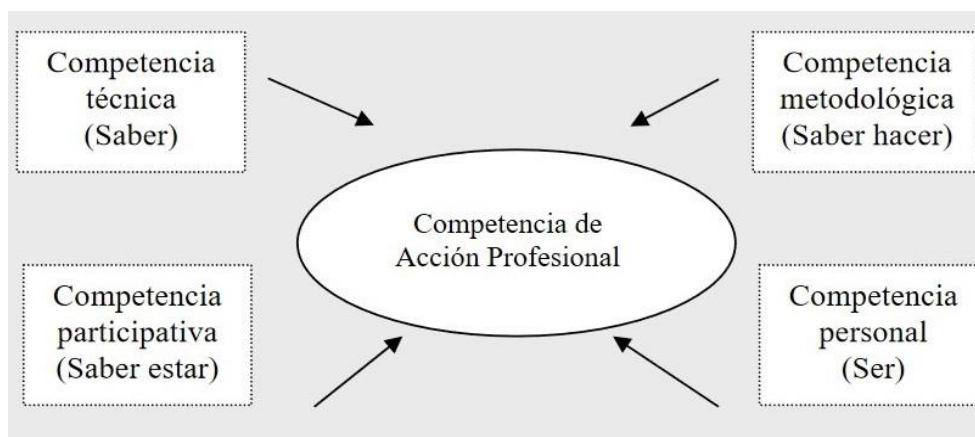 Competencia
técnica
(Saber)
Competencia
metodológica
(Saber hacer)
Competencia de
Acción Profesional
Competencia
participativa
(Saber estar)
Competencia
personal
(Ser)